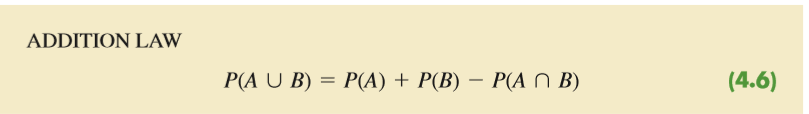 ADDITION LAW
P(A ∪ B) = P(A) + P(B) − P(A ∩ B) (4.6)